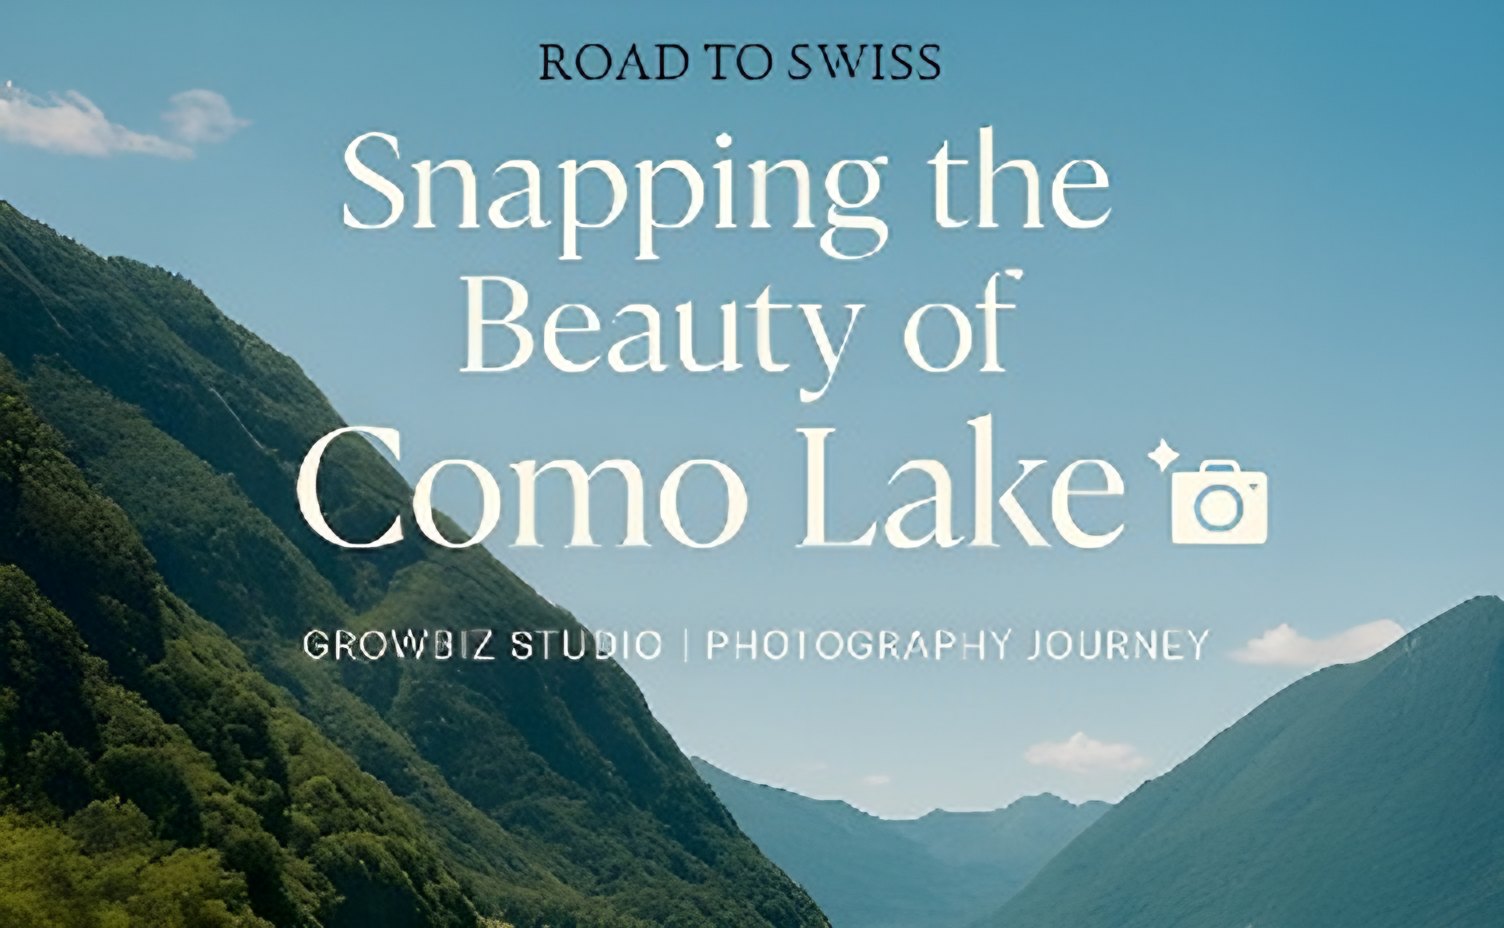 ROAD TO SWISS
Snapping the
Beauty of
Como Lake
GROWBIZ STUDIO | PHOTOGRAPHY JOURNEY